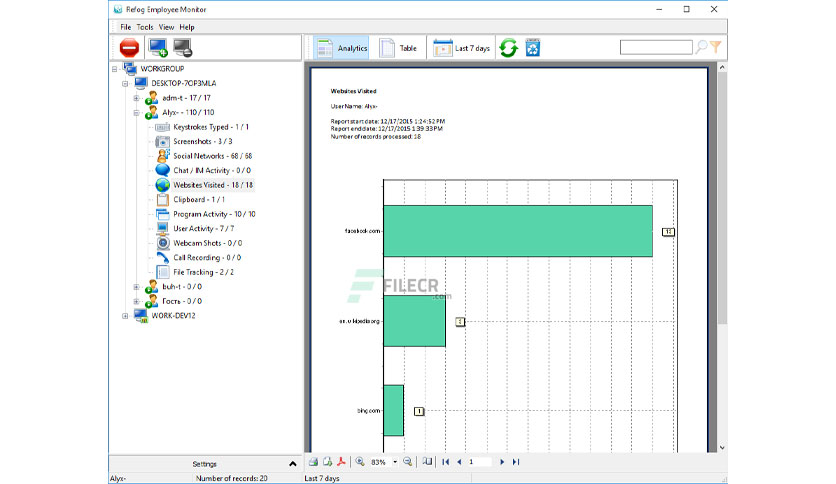 Refog Employee Monitor
File Tools View Help
Analytics Table Last 7 days
WORKGROUP
DESKTOP-7OP3MLA
adm-t - 17 / 17
Alyx- - 110 / 110
Keystrokes Typed - 1 / 1
Screenshots - 3 / 3
Social Networks - 68 / 68
Chat / IM Activity - 0 / 0
Websites Visited - 18 / 18
Clipboard - 1 / 1
Program Activity - 10 / 10
User Activity - 7 / 7
Webcam Shots - 0 / 0
Call Recording - 0 / 0
File Tracking - 2 / 2
buh-t - 0 / 0
Гость - 0 / 0
WORK-DEV12
Websites Visited
User Name: Alyx-
Report start date: 12/17/2015 1:24:52 PM
Report end date: 12/17/2015 1:39:33 PM
Number of records processed: 18
facebook.com
FILECR
.com
bing.com
1
Settings
83% 1
Alyx- Number of records: 20 Last 7 days